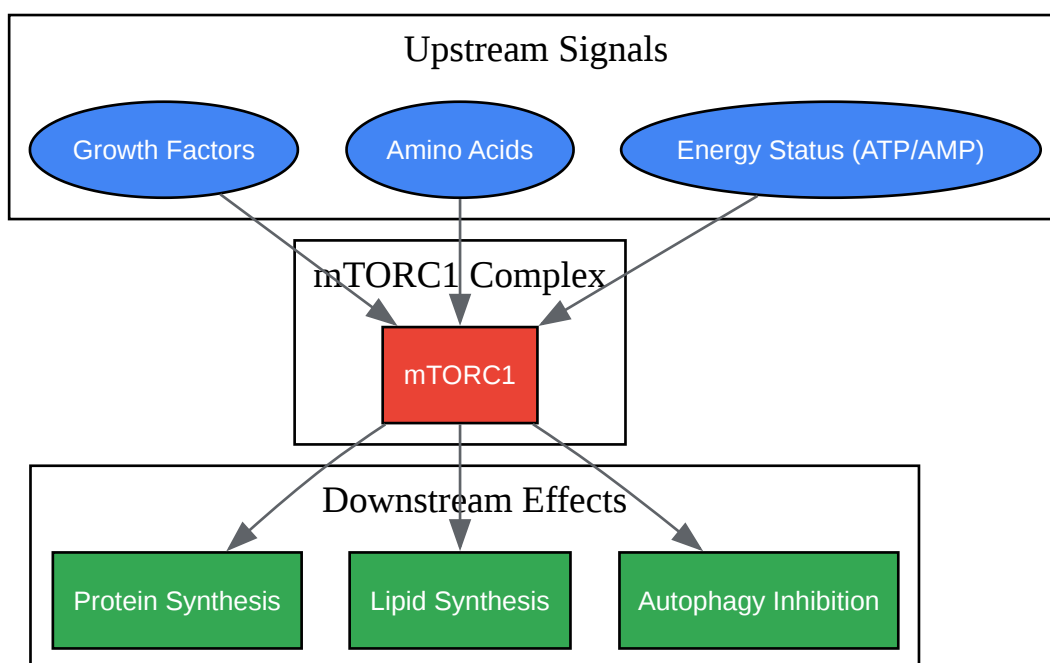 Upstream Signals
Growth Factors
Amino Acids
Energy Status (ATP/AMP)
mTORC1 Complex
mTORC1
Downstream Effects
Protein Synthesis
Lipid Synthesis
Autophagy Inhibition